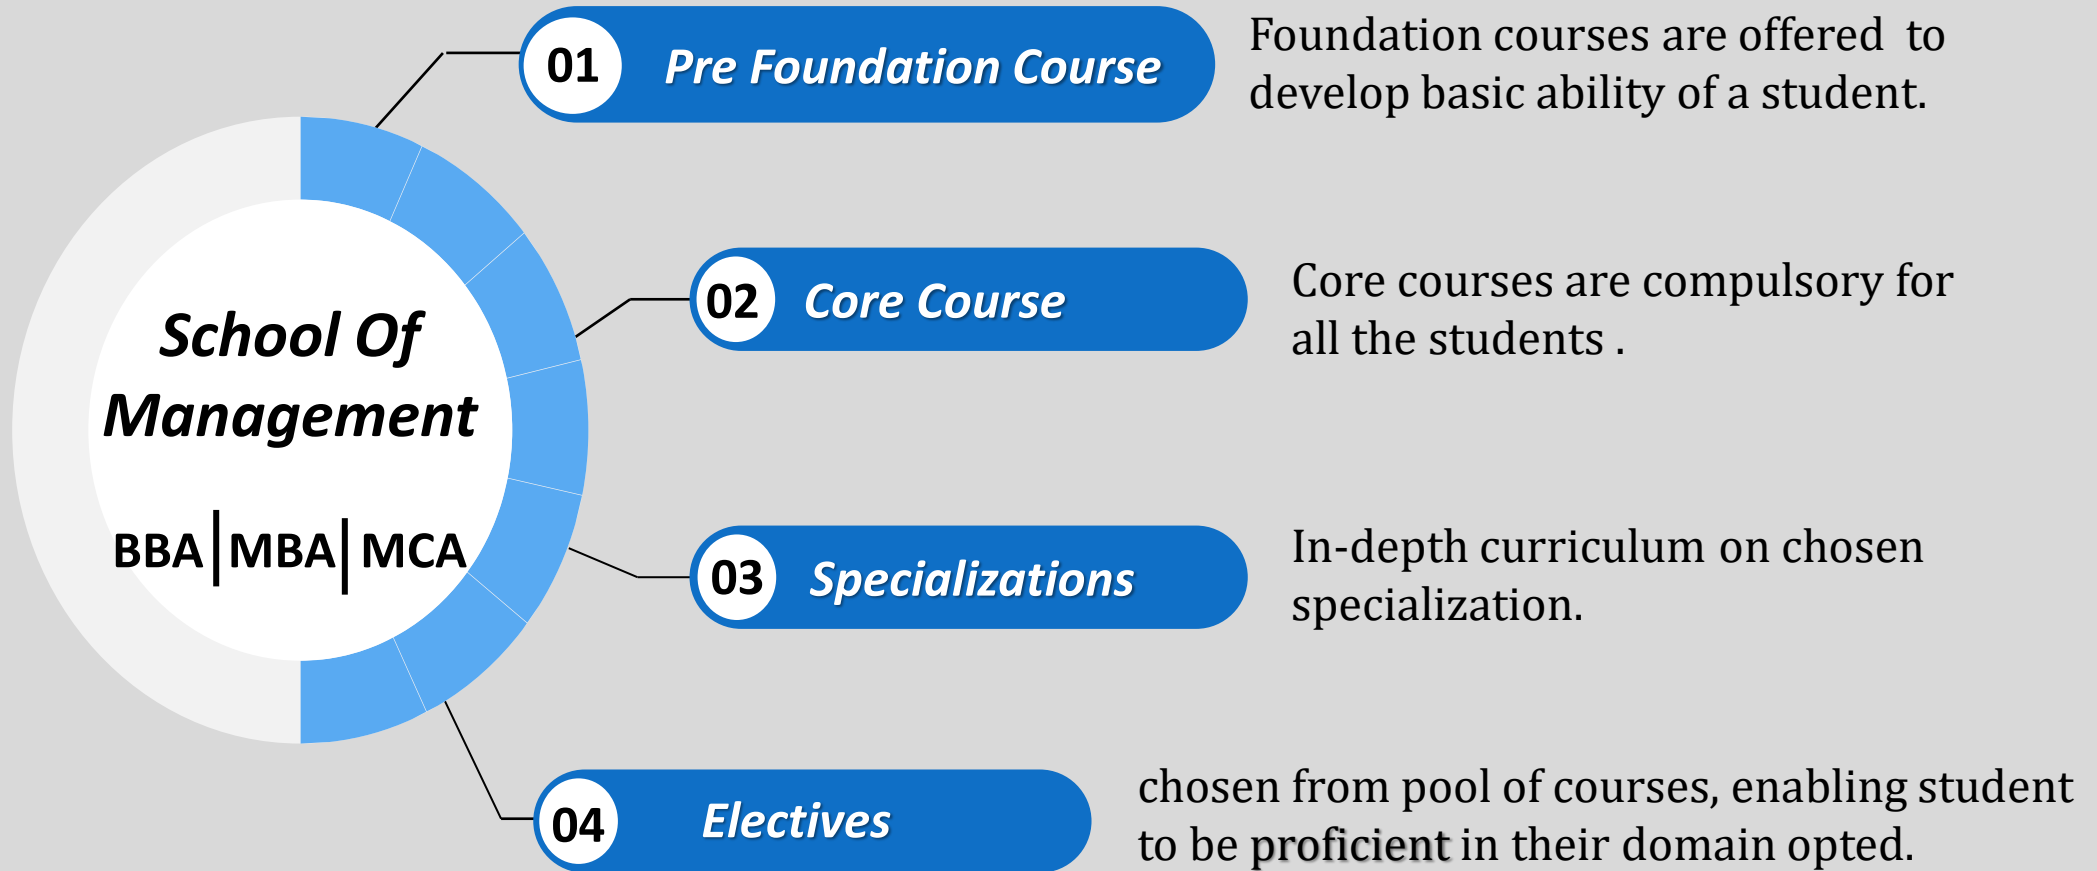 School Of
Management
BBA | MBA | MCA
01 Pre Foundation Course
Foundation courses are offered to
develop basic ability of a student.
02 Core Course
Core courses are compulsory for
all the students .
03 Specializations
In-depth curriculum on chosen
specialization.
04 Electives
chosen from pool of courses, enabling student
to be proficient in their domain opted.